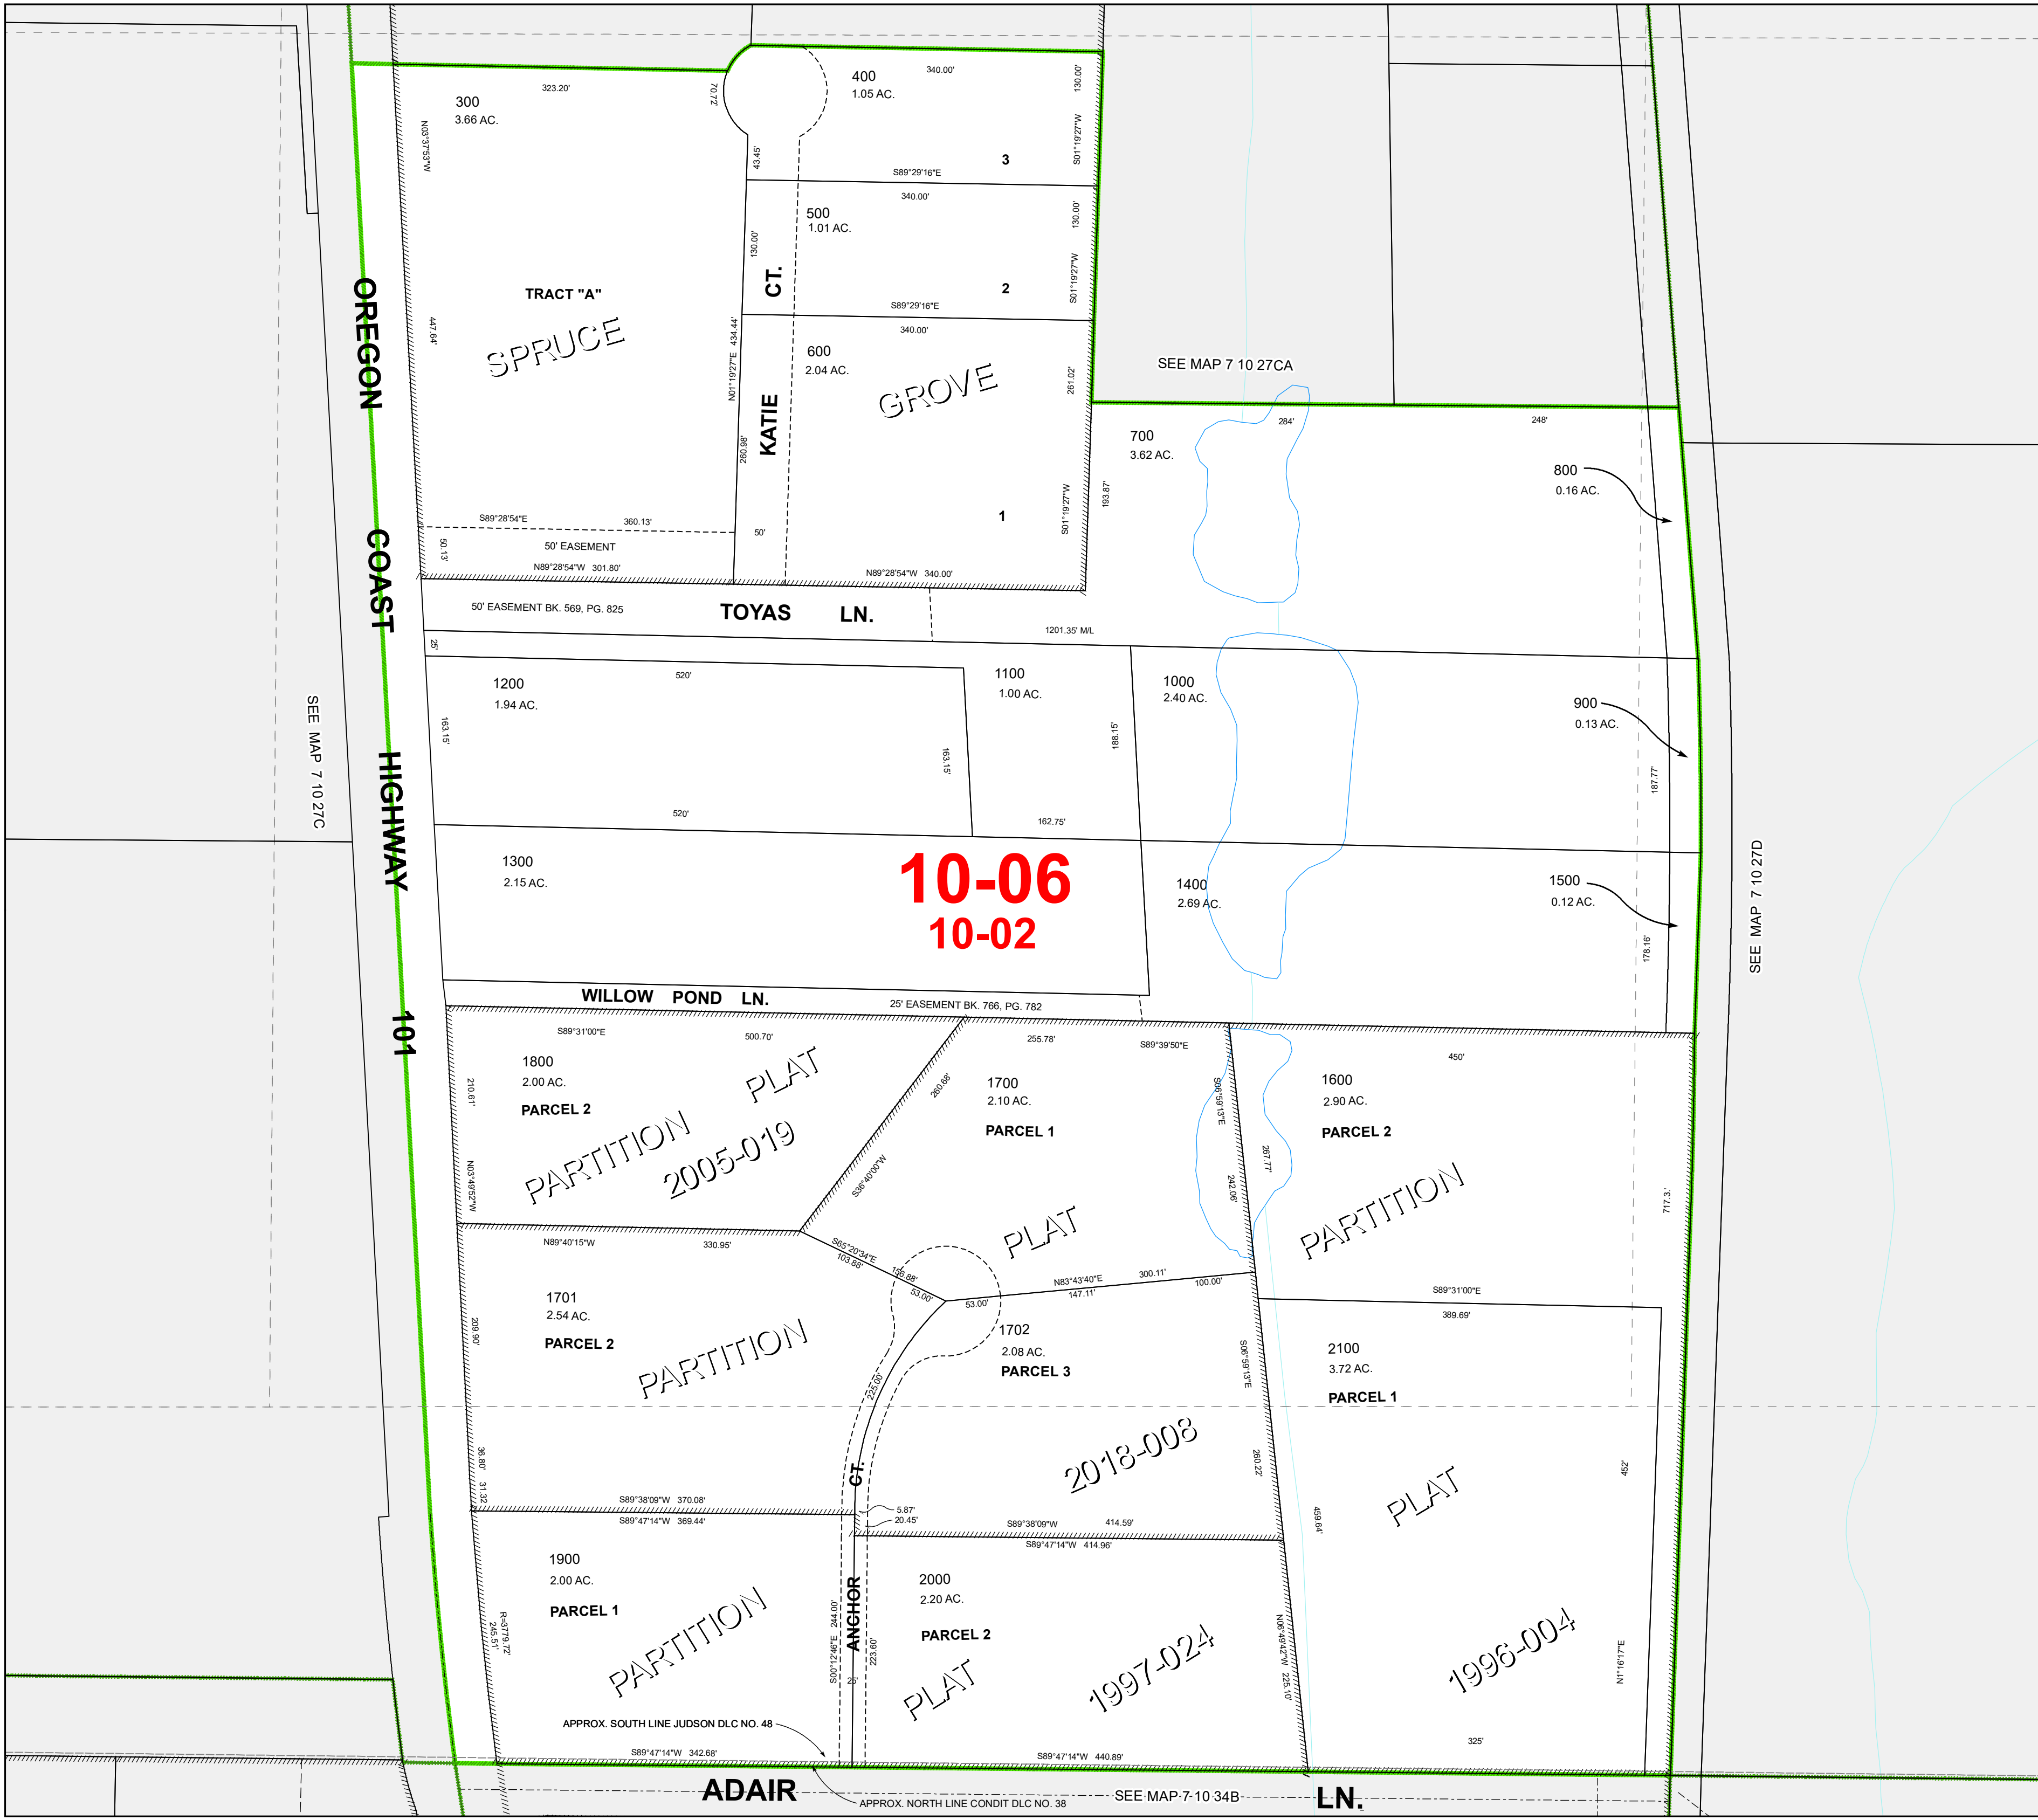 400
1.05 AC.
340.00'
130.00'
S01°19'27"W
3
S89°29'16"E
300
3.66 AC.
323.20'
70.72'
N03°37'53"W
43.45'
340.00'
500
1.01 AC.
130.00'
130.00'
S01°19'27"W
2
S89°29'16"E
CT.
TRACT "A"
SPRUCE
447.64'
N01°19'27"E 434.44'
340.00'
600
2.04 AC.
GROVE
261.02'
KATIE
260.98'
S01°19'27"W
1
50'
S89°28'54"E
360.13'
50' EASEMENT
50.13'
N89°28'54"W 301.80'
N89°28'54"W 340.00'
SEE MAP 7 10 27CA
284'
248'
700
3.62 AC.
193.87'
800
0.16 AC.
OREGON
COAST
HIGHWAY
101
50' EASEMENT BK. 569, PG. 825
TOYAS LN.
1201.35' M/L
25'
1200
1.94 AC.
520'
163.15'
163.15'
520'
1100
1.00 AC.
188.15'
162.75'
1000
2.40 AC.
900
0.13 AC.
187.77'
SEE MAP 7 10 27C
1300
2.15 AC.
10-06
10-02
1400
2.69 AC.
1500
0.12 AC.
178.16'
SEE MAP 7 10 27D
WILLOW POND LN.
25' EASEMENT BK. 766, PG. 782
S89°31'00"E
500.70'
1800
2.00 AC.
PARCEL 2
210.61'
N03°49'52"W
PARTITION PLAT
2005-019
260.68'
S36°40'00"W
255.78'
S89°39'50"E
1700
2.10 AC.
PARCEL 1
S06°59'13"E
242.06'
267.77'
PLAT
450'
1600
2.90 AC.
PARCEL 2
PARTITION
717.3.'
N89°40'15"W
330.95'
S65°20'34"E
103.88'
156.88'
53.00'
53.00'
N83°43'40"E
300.11'
147.11'
100.00'
1701
2.54 AC.
PARCEL 2
209.90'
PARTITION
1702
2.08 AC.
PARCEL 3
S06°59'13"E
225.00'
S89°31'00"E
389.69'
2100
3.72 AC.
PARCEL 1
2018-008
260.22'
PLAT
452'
459.64'
36.80'
31.32
CT.
S89°38'09"W 370.08'
S89°47'14"W 369.44'
5.87'
20.45'
S89°38'09"W
414.59'
S89°47'14"W 414.96'
1900
2.00 AC.
PARCEL 1
R=3779.72'
245.51'
PARTITION
S00°12'46"E 244.00'
ANCHOR
223.60'
25'
2000
2.20 AC.
PARCEL 2
PLAT
1997-024
N06°49'42"W 225.10'
1996-004
N1°16'17"E
APPROX. SOUTH LINE JUDSON DLC NO. 48
S89°47'14"W 342.68'
S89°47'14"W 440.89'
325'
ADAIR LN.
APPROX. NORTH LINE CONDIT DLC NO. 38
SEE MAP 7 10 34B